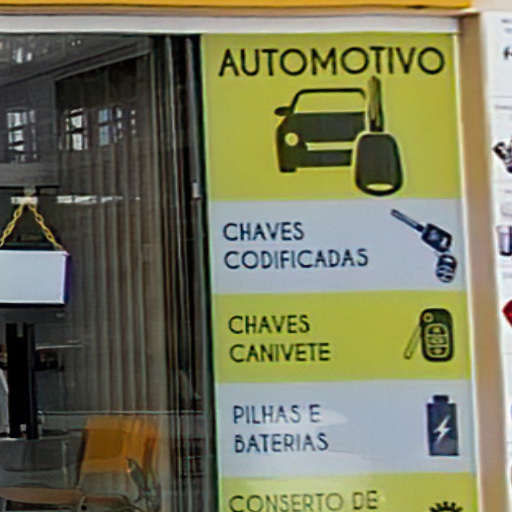 AUTOMOTIVO
CHAVES
CODIFICADAS
CHAVES
CANIVETE
PILHAS E
BATERIAS
CONSERTO DE